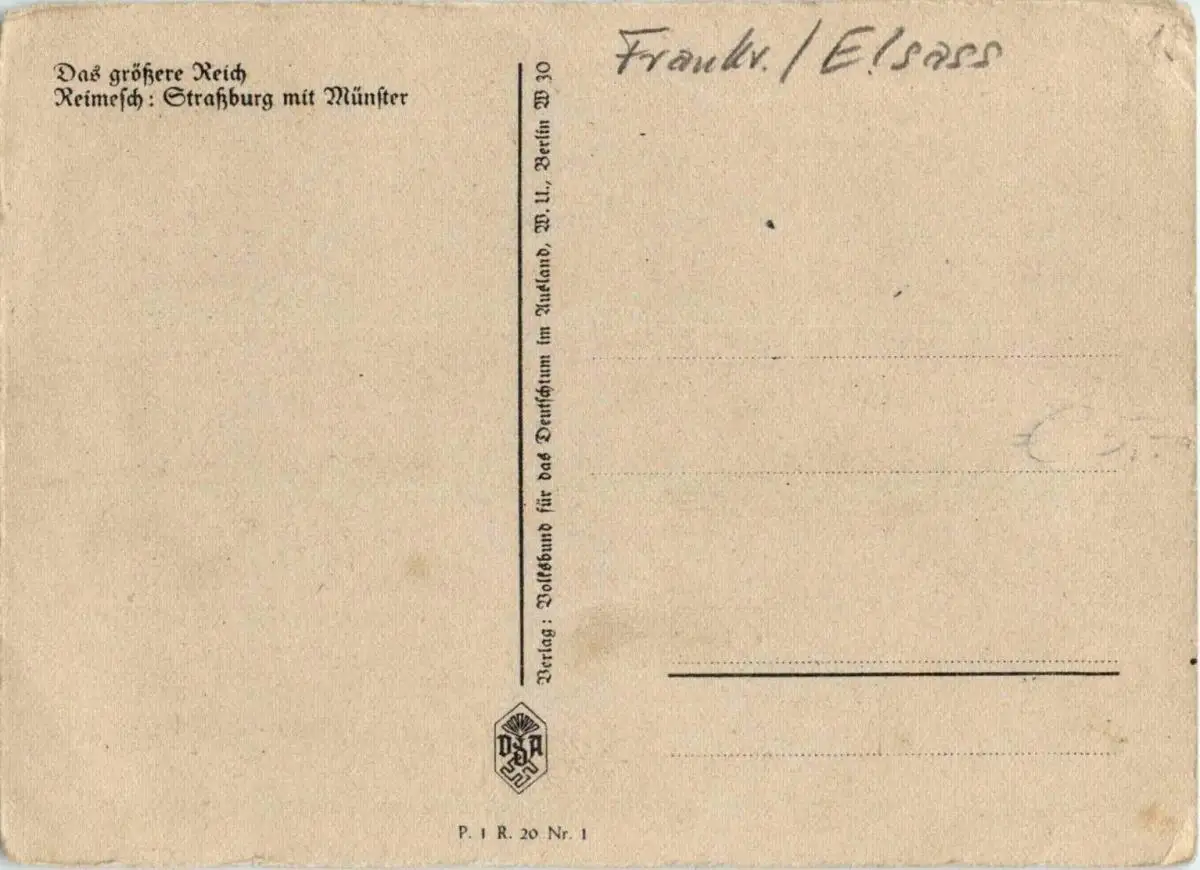 Das größere Reich
Reimesch: Straßburg mit Münster
Frankr. / Elsass
Verlag: Volksbund für das Deutschtum im Ausland, W. U., Berlin W 30
VDA
P. 1 R. 20 Nr. 1